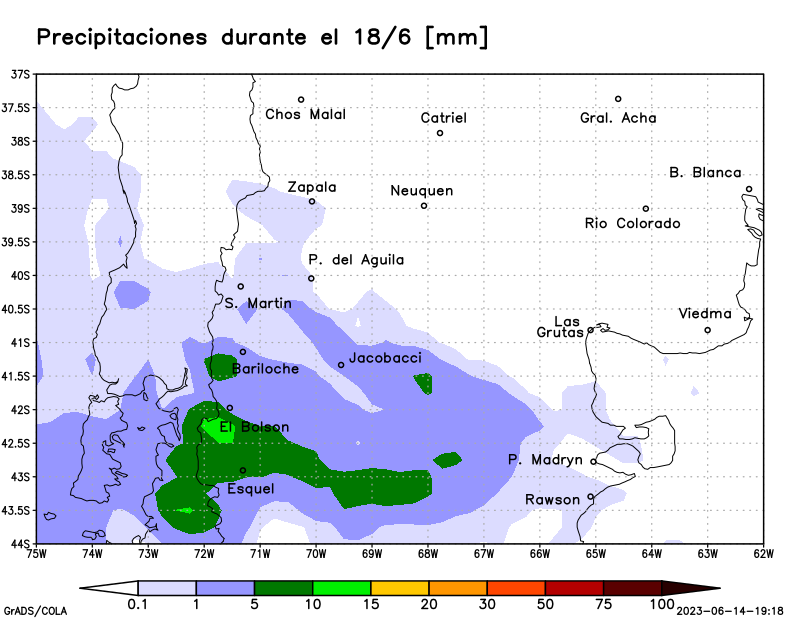 Precipitaciones durante el 18/6 [mm]
37S
37.5S
38S
38.5S
39S
39.5S
40S
40.5S
41S
41.5S
42S
42.5S
43S
43.5S
44S
Chos Malal
Catriel
Gral. Acha
B. Blanca
Zapala
Neuquen
Rio Colorado
P. del Aguila
S. Martin
Las
Grutas
Viedma
Jacobacci
Bariloche
El Bolson
P. Madryn
Esquel
Rawson
75W 74W 73W 72W 71W 70W 69W 68W 67W 66W 65W 64W 63W 62W
0.1 1 5 10 15 20 30 50 75 100
GrADS/COLA
2023-06-14-19:18